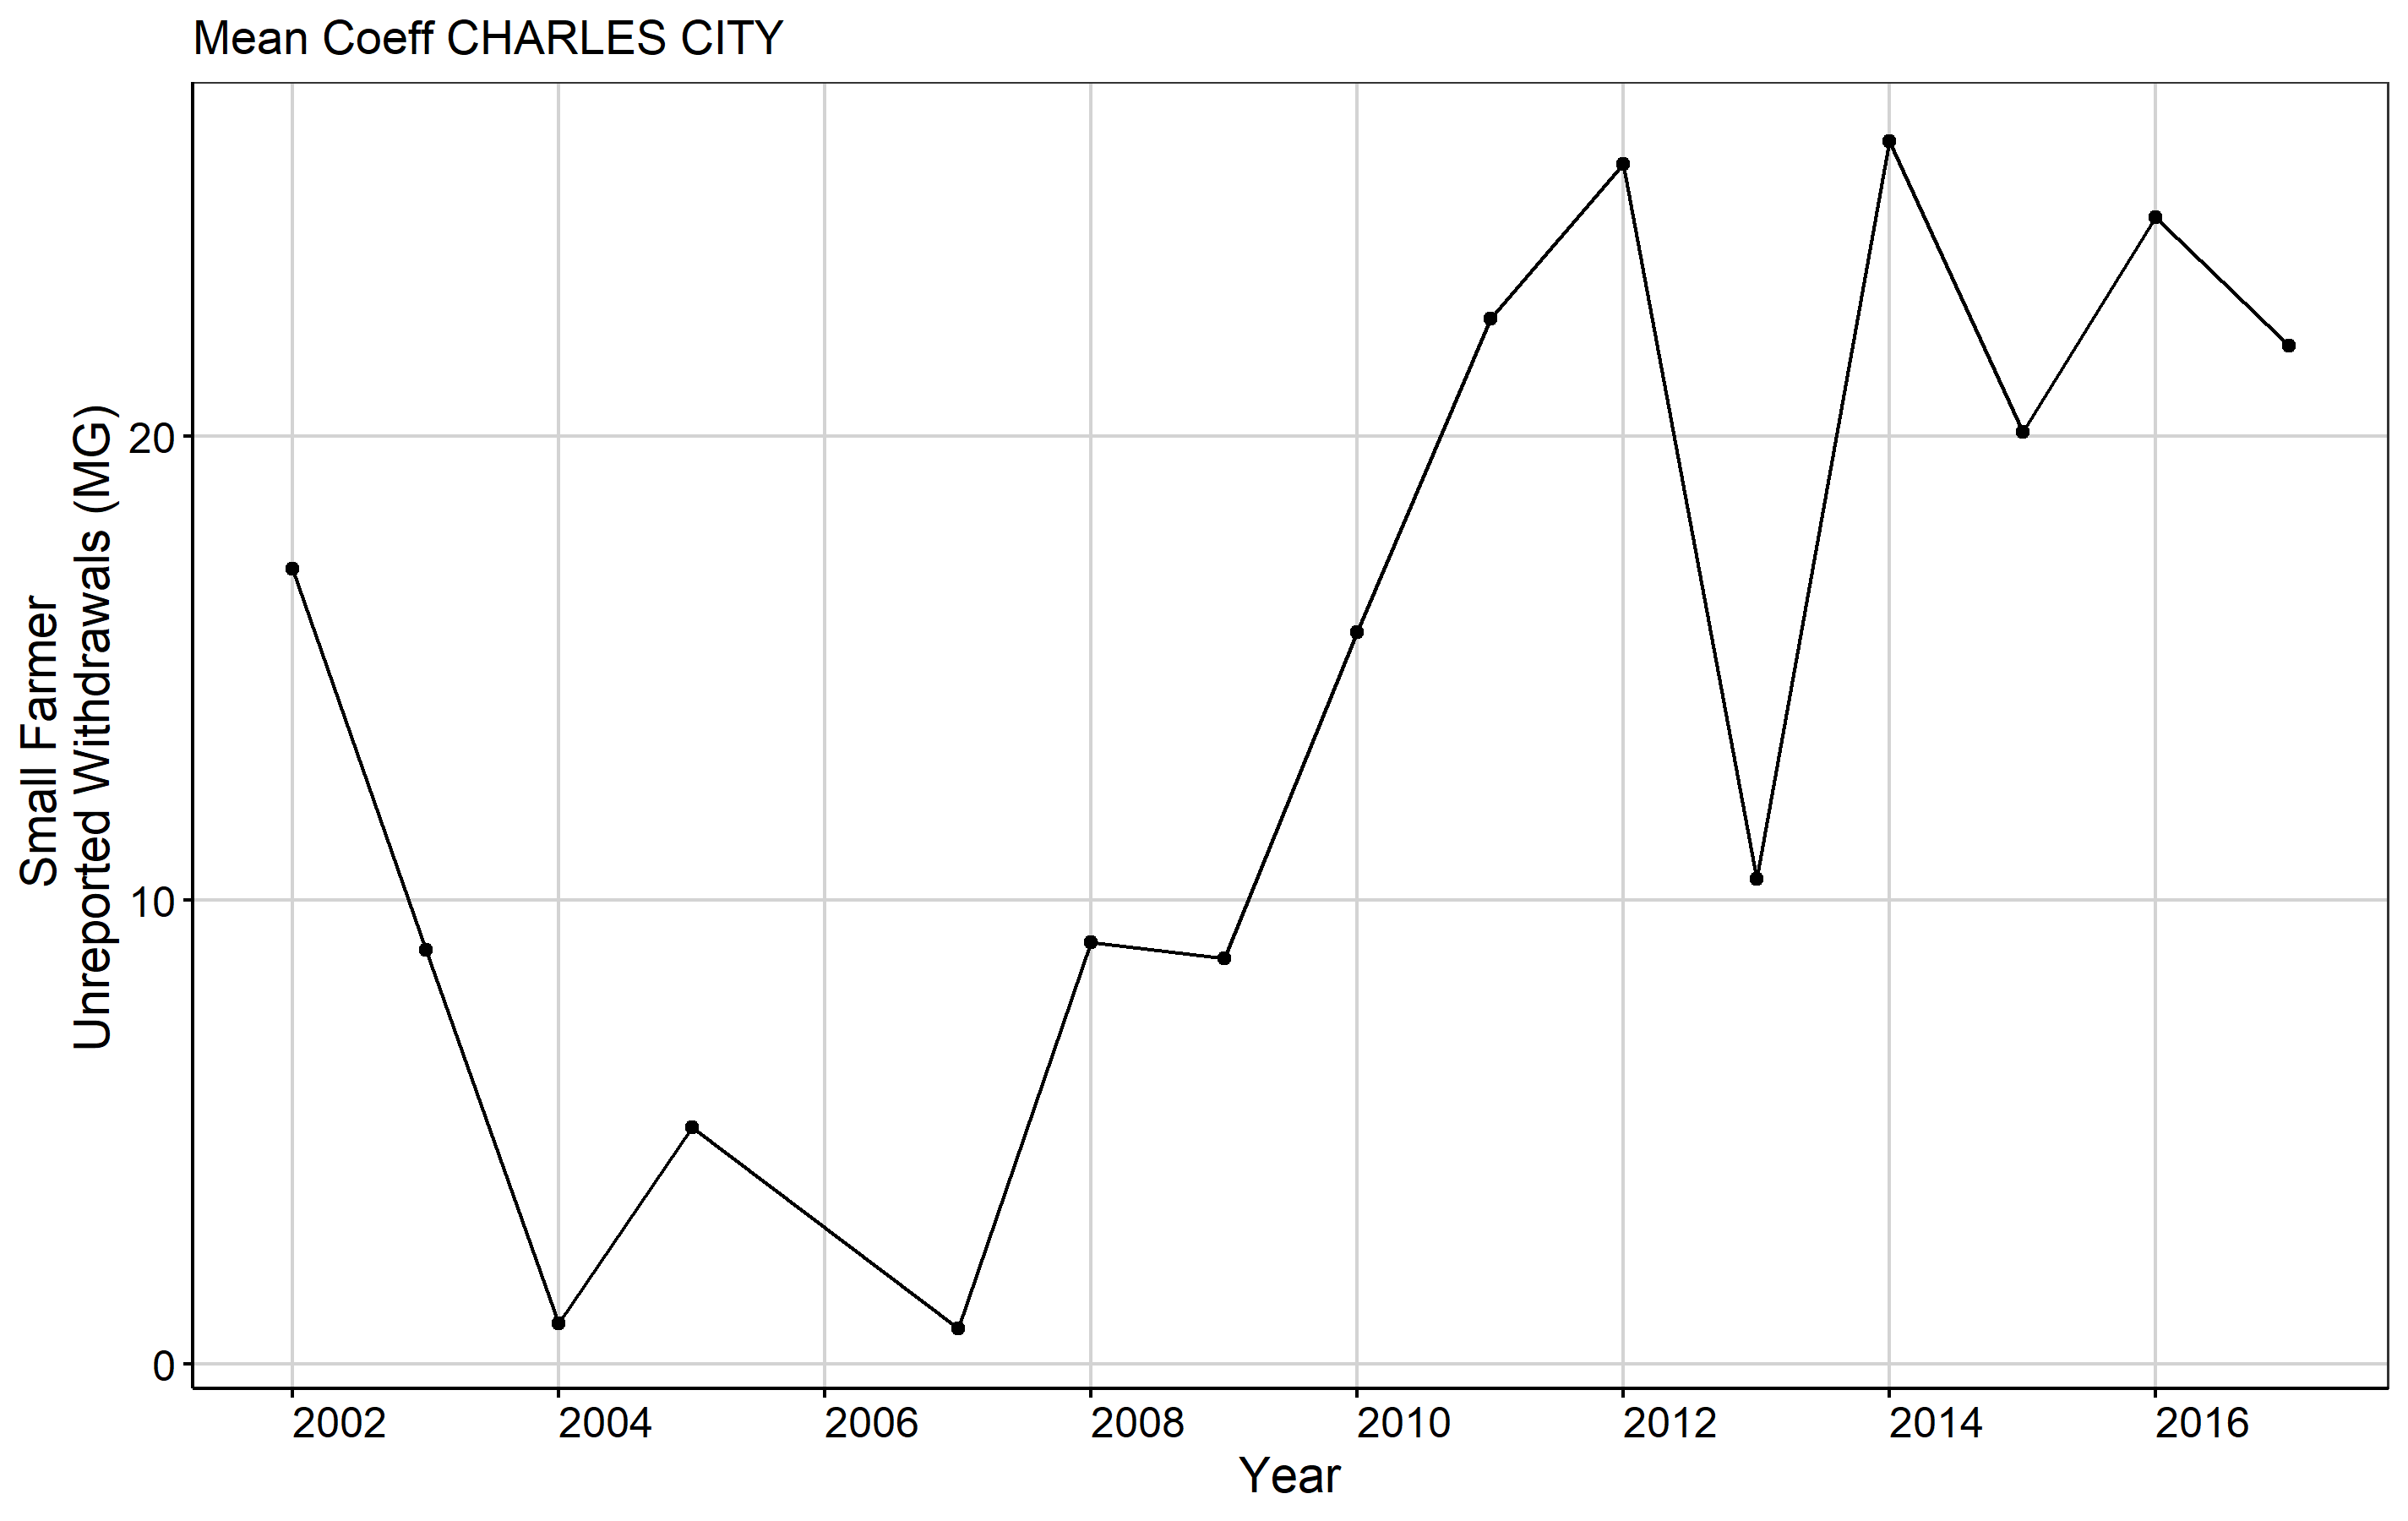 Mean Coeff CHARLES CITY
Small Farmer
Unreported Withdrawals (MG)
20
10
0
2002 2004 2006 2008 2010 2012 2014 2016
Year